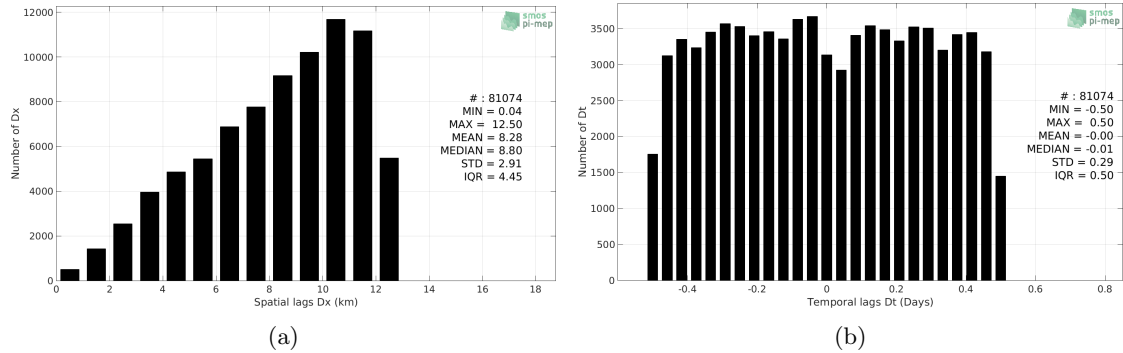 12000
10000
8000
6000
4000
2000
0
Number of Dx
smos
pi-mep
# : 81074
MIN = 0.04
MAX = 12.50
MEAN = 8.28
MEDIAN = 8.80
STD = 2.91
IQR = 4.45
0 2 4 6 8 10 12 14 16 18
Spatial lags Dx (km)
(a)
3500
3000
2500
2000
1500
1000
500
0
Number of Dt
smos
pi-mep
# : 81074
MIN = -0.50
MAX = 0.50
MEAN = -0.00
MEDIAN = -0.01
STD = 0.29
IQR = 0.50
-0.4 -0.2 0 0.2 0.4 0.6 0.8
Temporal lags Dt (Days)
(b)